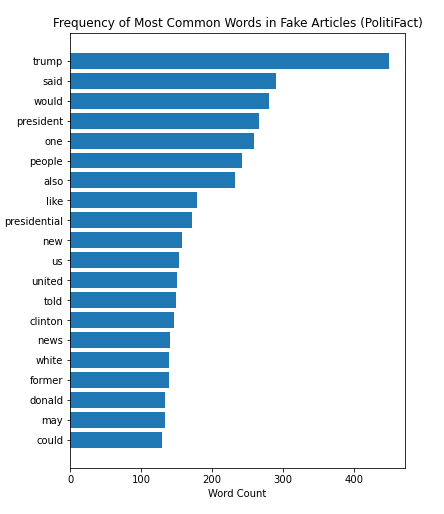 Frequency of Most Common Words in Fake Articles (PolitiFact)
trump
said
would
president
one
people
also
like
presidential
new
us
united
told
clinton
news
white
former
donald
may
could
0 100 200 300 400
Word Count